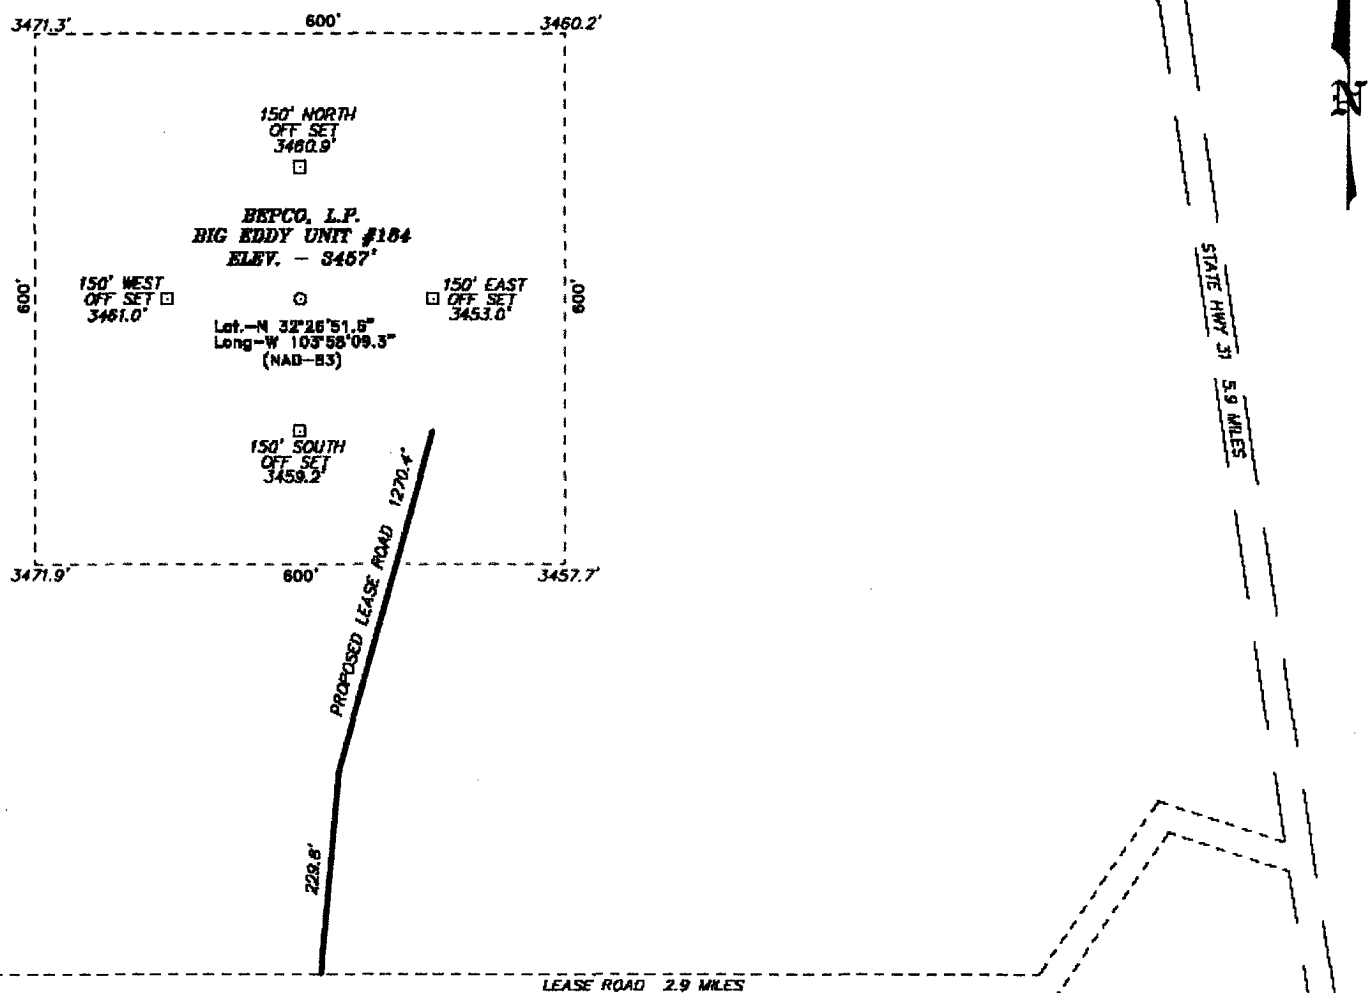 3471.3'
600'
3460.2'
150' NORTH
OFF SET
3460.9'
BEPCO, L.P.
BIG EDDY UNIT #184
ELEV. - 3457'
600'
150' WEST
OFF SET
3461.0'
150' EAST
OFF SET
3453.0'
600'
Lat.-N 32°26'51.6"
Long-W 103°58'09.3"
(NAD-83)
150' SOUTH
OFF SET
3459.2'
3471.9'
600'
3457.7'
PROPOSED LEASE ROAD 1270.4'
229.8'
LEASE ROAD 2.9 MILES
STATE HWY 31 5.9 MILES
N